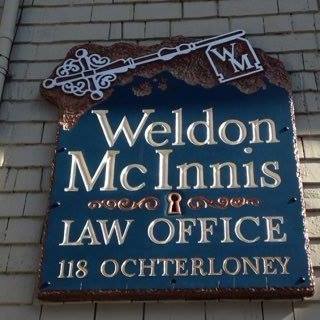 WM
Weldon
McInnis
LAW OFFICE
118 OCHTERLONEY